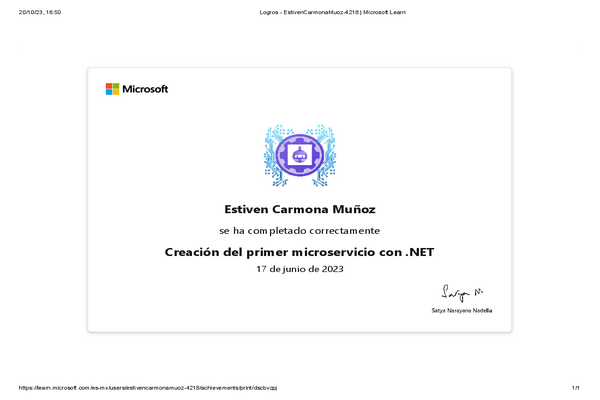 20/10/23, 16:50
Logros - EstivenCarmonaMuoz-4218 | Microsoft Learn
Microsoft
Estiven Carmona Muñoz
se ha completado correctamente
Creación del primer microservicio con .NET
17 de junio de 2023
Satya N.
Satya Narayana Nadella
https://learn.microsoft.com/es-mx/users/estivencarmonamuoz-4218/achievements/print/dscbvzpj
1/1